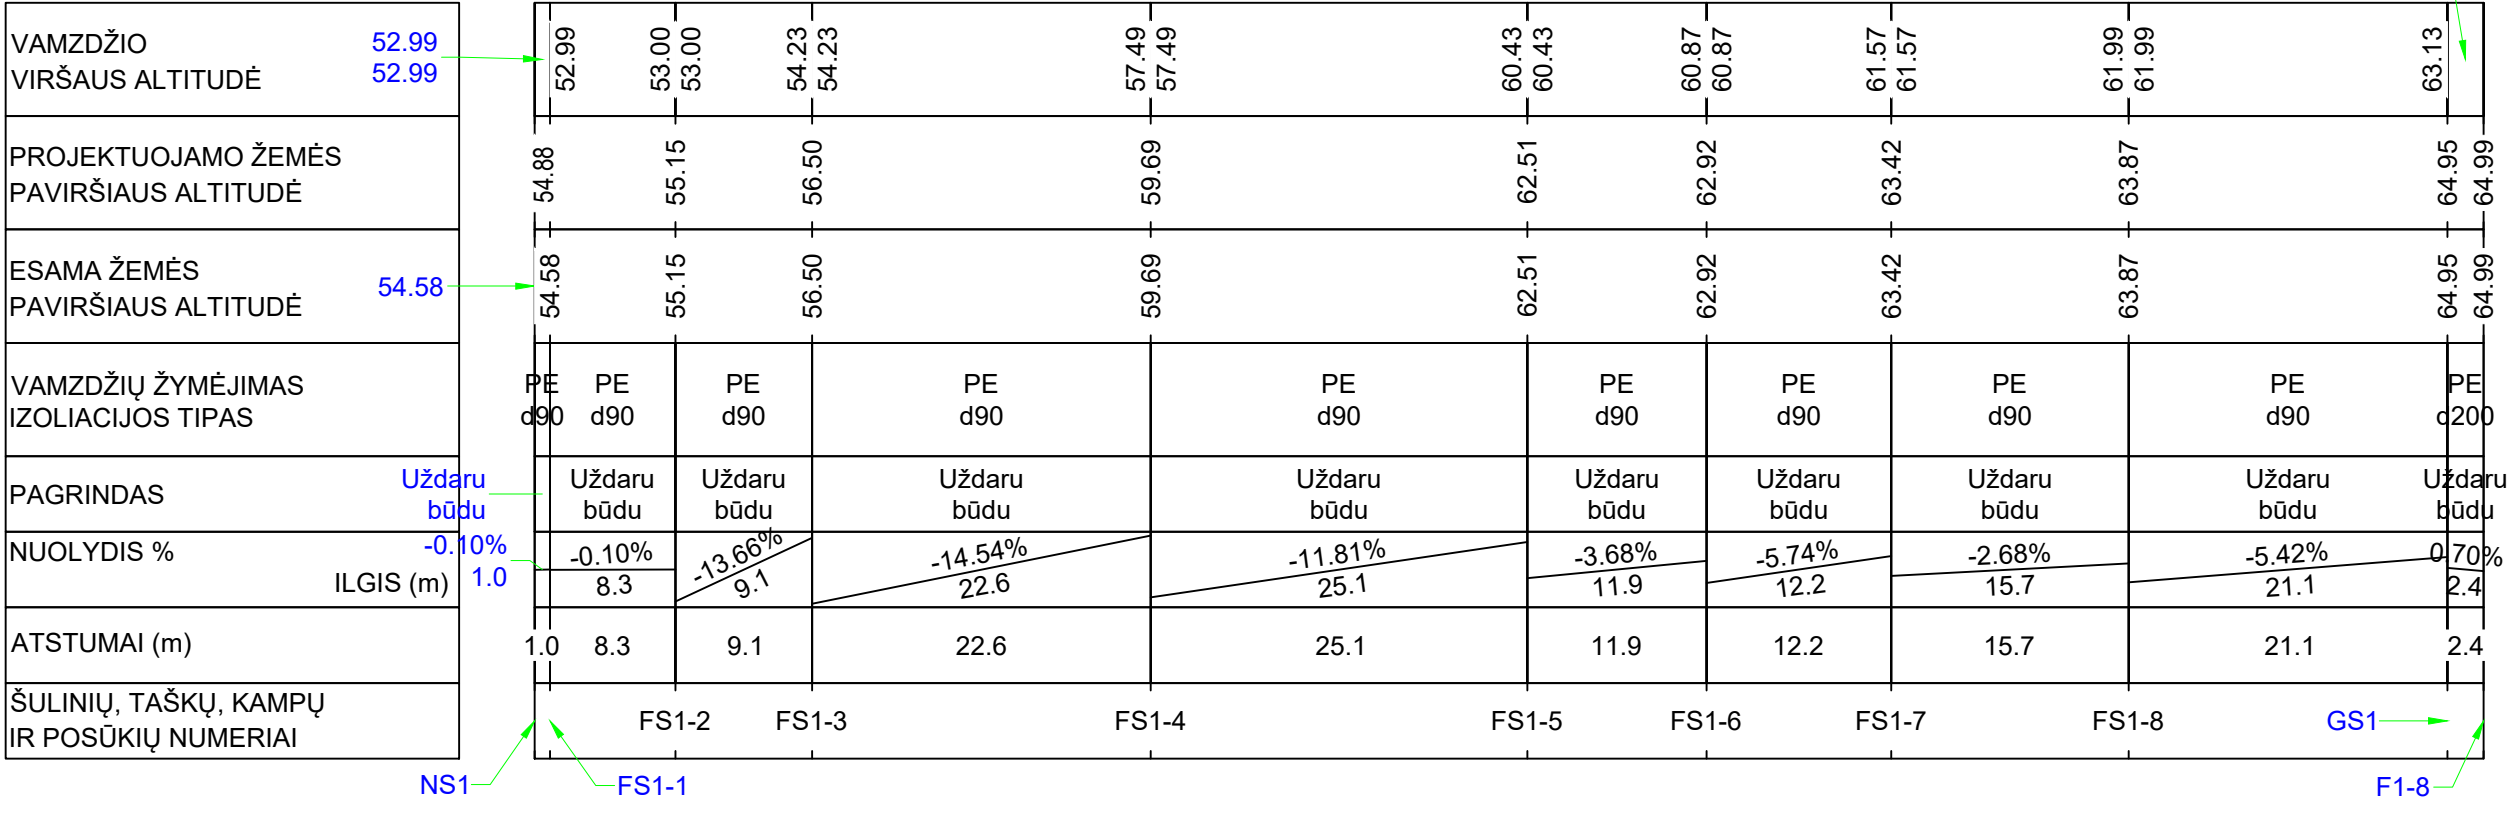 VAMZDŽIO
VIRŠAUS ALTITUDĖ
52.99
52.99
52.99
53.00
53.00
54.23
54.23
57.49
57.49
60.43
60.43
60.87
60.87
61.57
61.57
61.99
61.99
63.13
PROJEKTUOJAMO ŽEMĖS
PAVIRŠIAUS ALTITUDĖ
54.88
55.15
56.50
59.69
62.51
62.92
63.42
63.87
64.95
64.99
ESAMA ŽEMĖS
PAVIRŠIAUS ALTITUDĖ
54.58
54.58
55.15
56.50
59.69
62.51
62.92
63.42
63.87
64.95
64.99
VAMZDŽIŲ ŽYMĖJIMAS
IZOLIACIJOS TIPAS
PE
d90
PE
d90
PE
d90
PE
d90
PE
d90
PE
d90
PE
d90
PE
d90
PE
d90
PE
d200
PAGRINDAS
Uždaru
būdu
Uždaru
būdu
Uždaru
būdu
Uždaru
būdu
Uždaru
būdu
Uždaru
būdu
Uždaru
būdu
Uždaru
būdu
Uždaru
būdu
Uždaru
būdu
NUOLYDIS %
ILGIS (m)
-0.10%
1.0
-0.10%
8.3
-13.66%
9.1
-14.54%
22.6
-11.81%
25.1
-3.68%
11.9
-5.74%
12.2
-2.68%
15.7
-5.42%
21.1
0.70%
2.4
ATSTUMAI (m)
1.0
8.3
9.1
22.6
25.1
11.9
12.2
15.7
21.1
2.4
ŠULINIŲ, TAŠKŲ, KAMPŲ
IR POSŪKIŲ NUMERIAI
FS1-2
FS1-3
FS1-4
FS1-5
FS1-6
FS1-7
FS1-8
GS1
NS1
FS1-1
F1-8